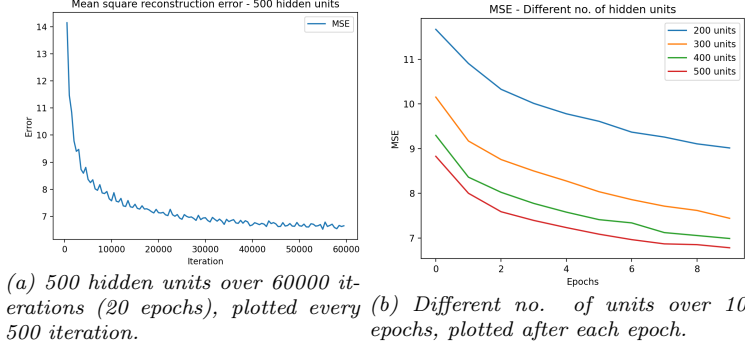 Mean square reconstruction error - 500 hidden units
MSE
14
13
12
11
10
9
8
7
Error
0 10000 20000 30000 40000 50000 60000
Iteration
(a) 500 hidden units over 60000 it-
erations (20 epochs), plotted every
500 iteration.
MSE - Different no. of hidden units
200 units
300 units
400 units
500 units
11
10
9
8
7
MSE
0 2 4 6 8
Epochs
(b) Different no. of units over 10
epochs, plotted after each epoch.